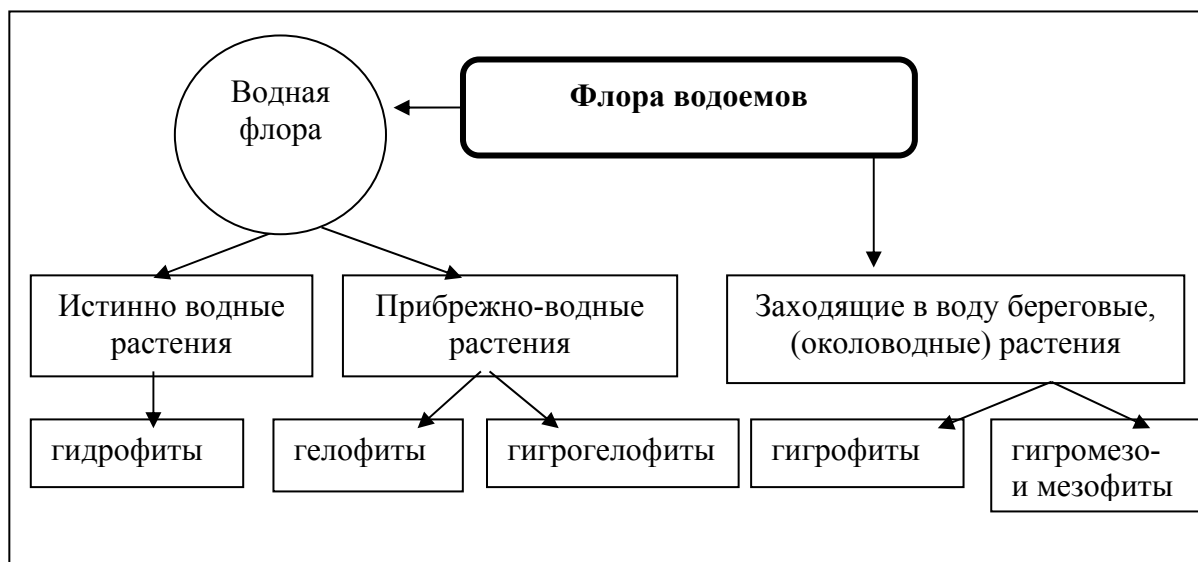 Водная
флора
Флора водоемов
Истинно водные
растения
Прибрежно-водные
растения
Заходящие в воду береговые,
(околоводные) растения
гидрофиты
гелофиты
гигрогелофиты
гигрофиты
гигромезо-
и мезофиты